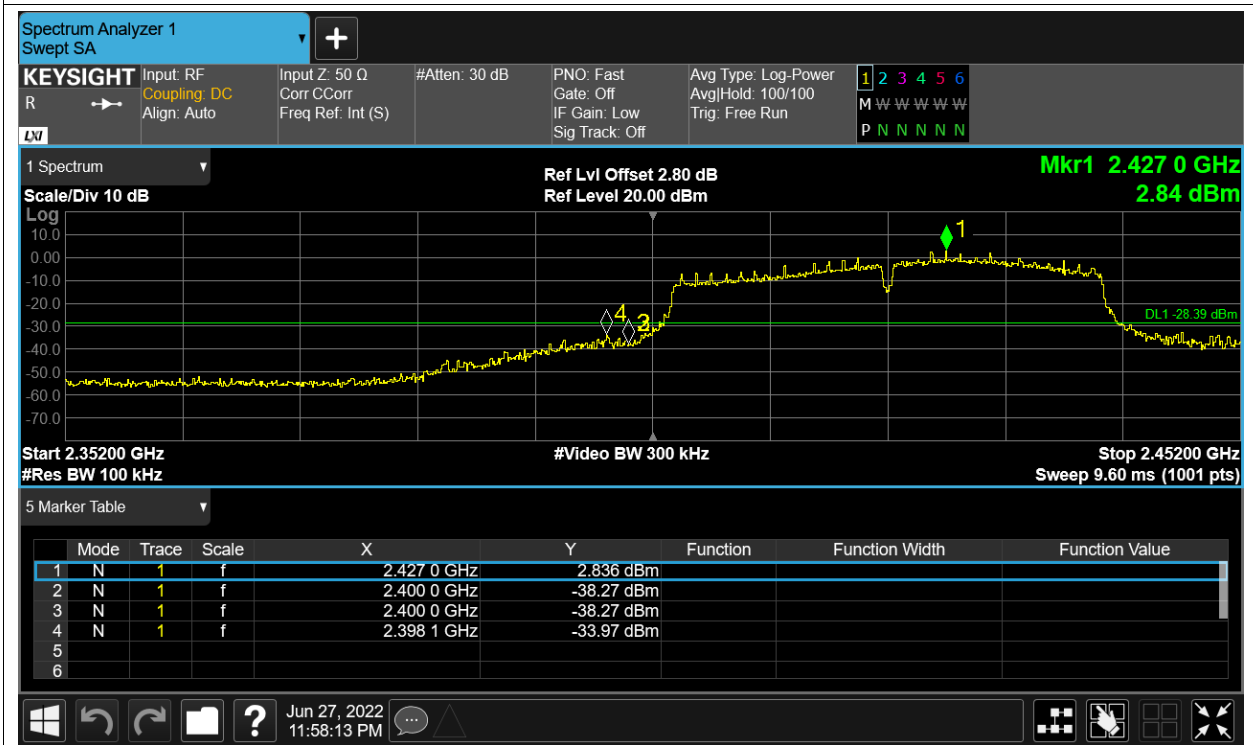 Spectrum Analyzer 1
Swept SA
KEYSIGHT Input: RF Input Z: 50 Ω #Atten: 30 dB PNO: Fast Avg Type: Log-Power 1 2 3 4 5 6
R Coupling: DC Corr CCorr Gate: Off Avg|Hold: 100/100 M W W W W W W
Align: Auto Freq Ref: Int (S) IF Gain: Low Trig: Free Run
LXI Sig Track: Off P N N N N N N
1 Spectrum Ref Lvl Offset 2.80 dB Mkr1 2.427 0 GHz
Scale/Div 10 dB Ref Level 20.00 dBm 2.84 dBm
Log
10.0
1
0.00
-10.0
-20.0
4
DL1 -28.39 dBm
-30.0
-40.0
-50.0
-60.0
-70.0
Start 2.35200 GHz #Video BW 300 kHz Stop 2.45200 GHz
#Res BW 100 kHz Sweep 9.60 ms (1001 pts)
5 Marker Table
Mode Trace Scale X Y Function Function Width Function Value
1 N 1 f 2.427 0 GHz 2.836 dBm
2 N 1 f 2.400 0 GHz -38.27 dBm
3 N 1 f 2.400 0 GHz -38.27 dBm
4 N 1 f 2.398 1 GHz -33.97 dBm
5
6
? Jun 27, 2022
11:58:13 PM